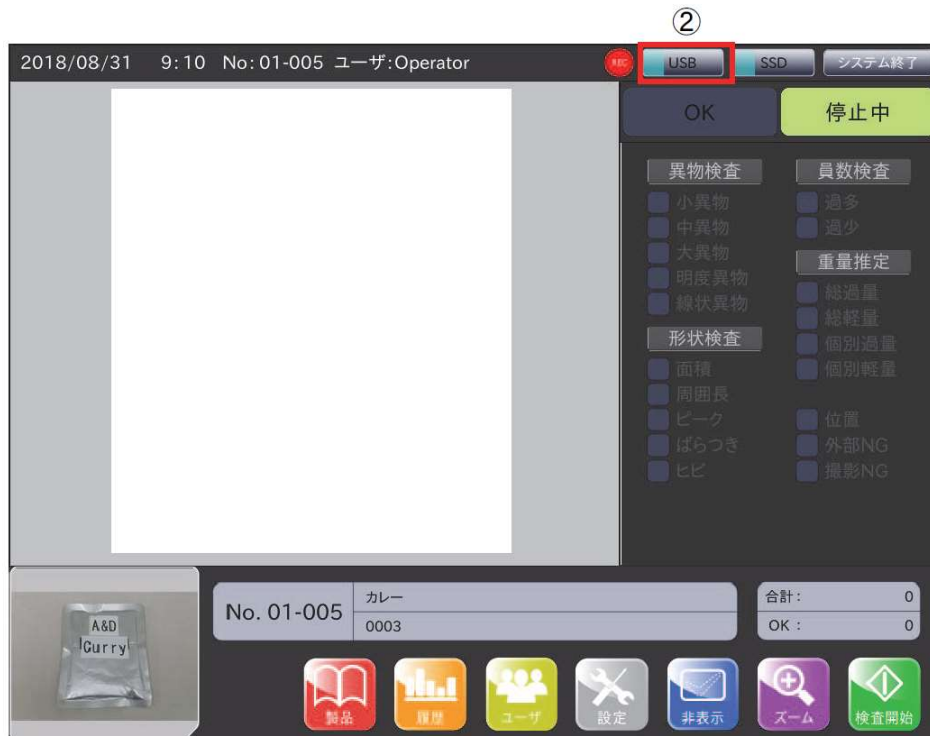 ②
2018/08/31 9:10 No:01-005 ユーザ:Operator REC USB SSD システム終了
OK 停止中
異物検査
小異物
中異物
大異物
明度異物
線状異物
形状検査
面積
周囲長
ピーク
ばらつき
ヒビ
員数検査
過多
過少
重量推定
総過量
総軽量
個別過量
個別軽量
位置
外部NG
撮影NG
A&D
Curry
No. 01-005
カレー
0003
合計: 0
OK : 0
製品 履歴 ユーザ 設定 非表示 ズーム 検査開始